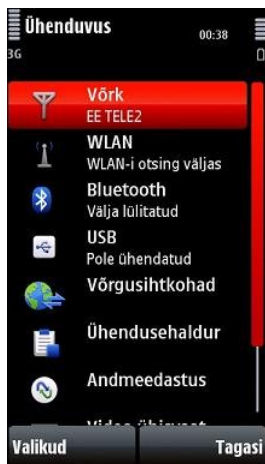 Ühenduvus
00:38
3G
Võrk
EE TELE2
WLAN
WLAN-i otsing väljas
Bluetooth
Välja lülitatud
USB
Pole ühendatud
Võrgusihtkohad
Ühendusehaldur
Andmeedastus
Valikud
Tagasi